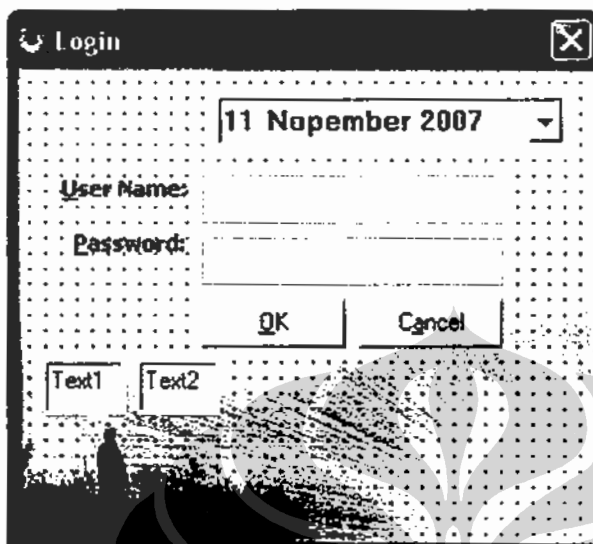 Login
11 Nopember 2007
User Name:
Password:
OK Cancel
Text1 Text2